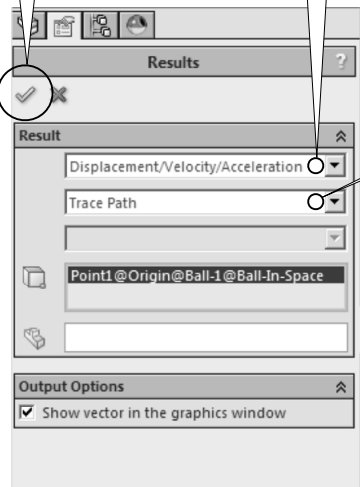 Results
?
Result
Displacement/Velocity/Acceleration
Trace Path
Point1@Origin@Ball-1@Ball-In-Space
Output Options
Show vector in the graphics window